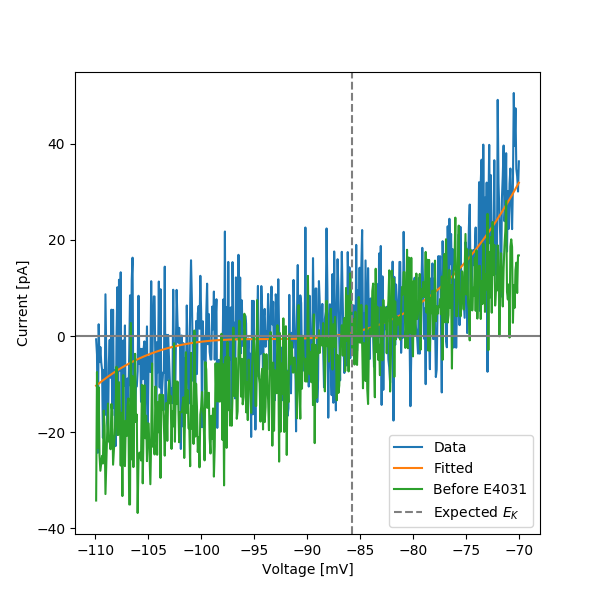 40
20
0
−20
−40
Current [pA]
Data
Fitted
Before E4031
Expected E_K
−110 −105 −100 −95 −90 −85 −80 −75 −70
Voltage [mV]